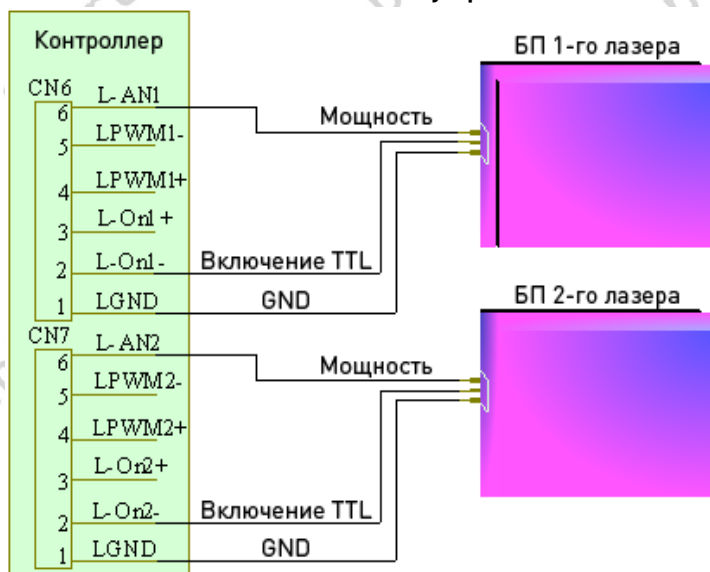 Контроллер
БП 1-го лазера
CN6
6 L-AN1
Мощность
5 LPWM1-
4 LPWM1+
3 L-On1+
2 L-On1- Включение TTL
1 LGND GND
БП 2-го лазера
CN7
6 L-AN2
Мощность
5 LPWM2-
4 LPWM2+
3 L-On2+
2 L-On2- Включение TTL
1 LGND GND